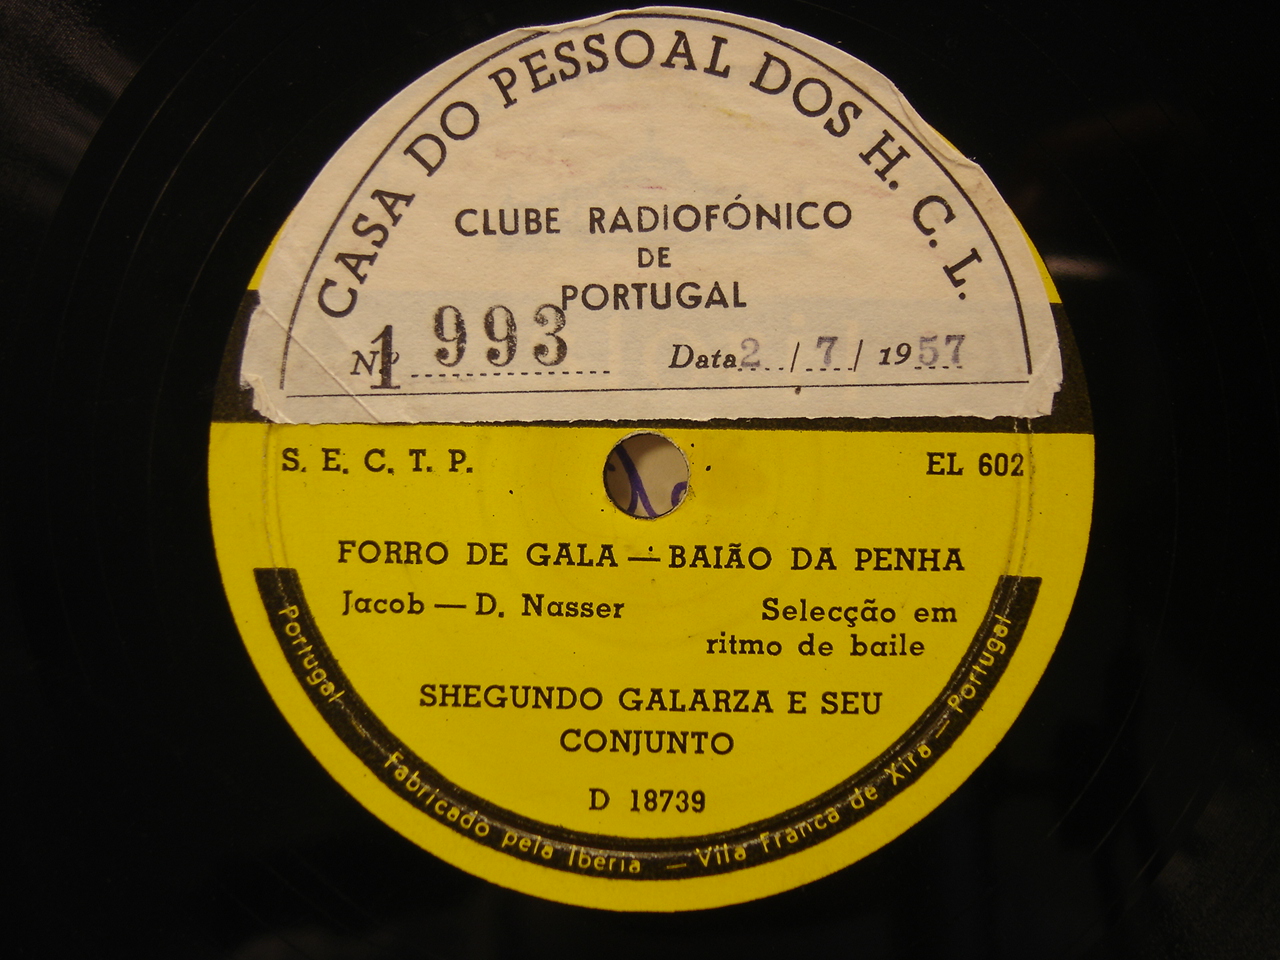 CASA DO PESSOAL DOS H. C. L.
CLUBE RADIOFÓNICO
DE
PORTUGAL
Nº 1993 Data 2 / 7 / 1957
S. E. C. T. P. EL 602
FORRO DE GALA — BAIÃO DA PENHA
Jacob — D. Nasser Selecção em
ritmo de baile
SHEGUNDO GALARZA E SEU
CONJUNTO
D 18739
Portugal — Fabricado pela Ibéria — Vila Franca de Xira — Portugal